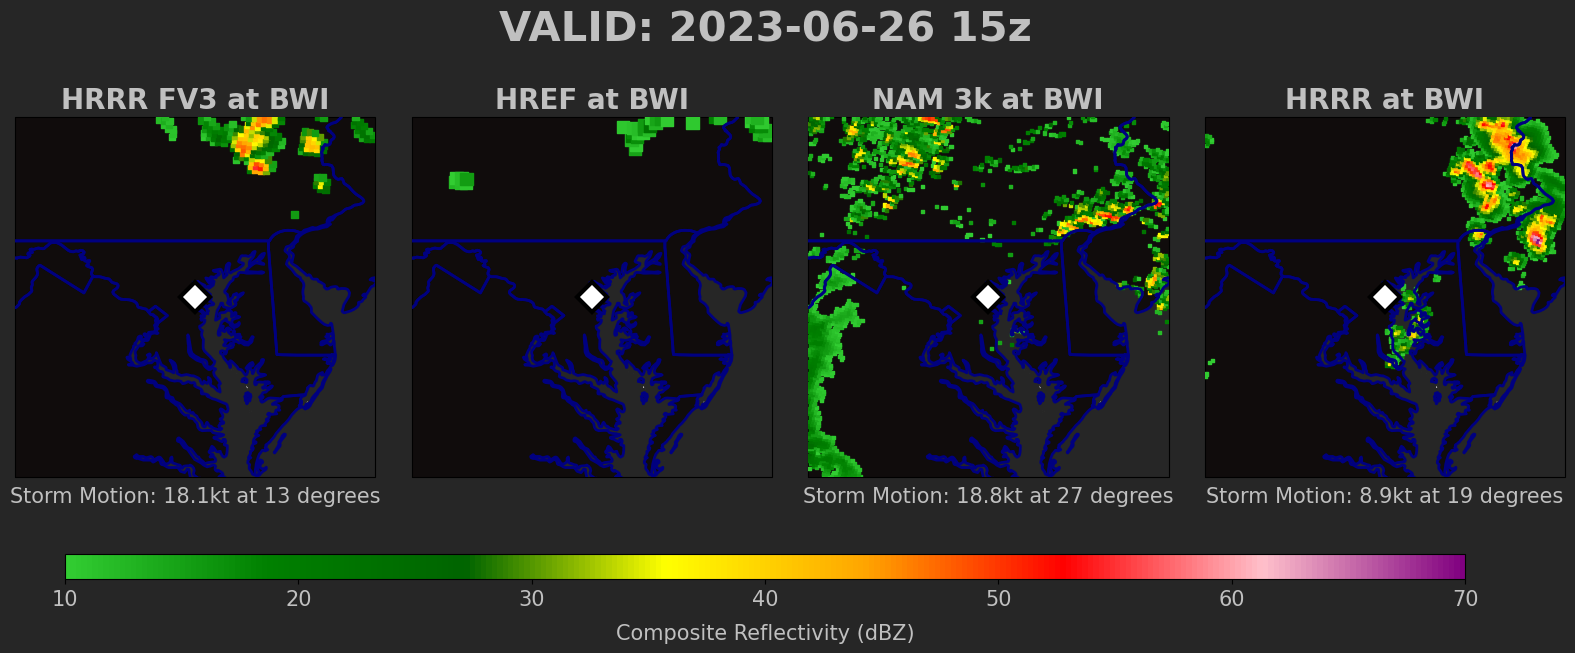 VALID: 2023-06-26 15z
HRRR FV3 at BWI
HREF at BWI
NAM 3k at BWI
HRRR at BWI
Storm Motion: 18.1kt at 13 degrees
Storm Motion: 18.8kt at 27 degrees
Storm Motion: 8.9kt at 19 degrees
10 20 30 40 50 60 70
Composite Reflectivity (dBZ)